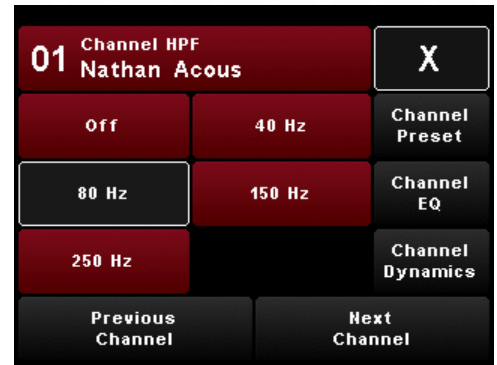 01 Channel HPF
Nathan Acous
X
Off
40 Hz
Channel
Preset
80 Hz
150 Hz
Channel
EQ
250 Hz
Channel
Dynamics
Previous
Channel
Next
Channel